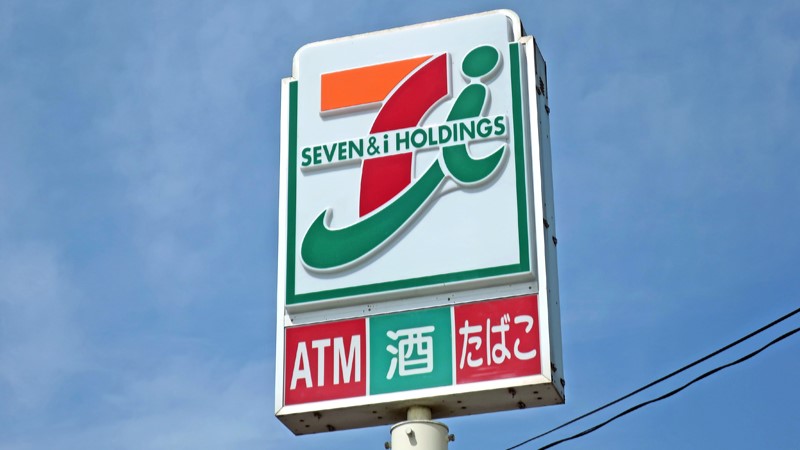 SEVEN & i HOLDINGS
ATM 酒 たばこ